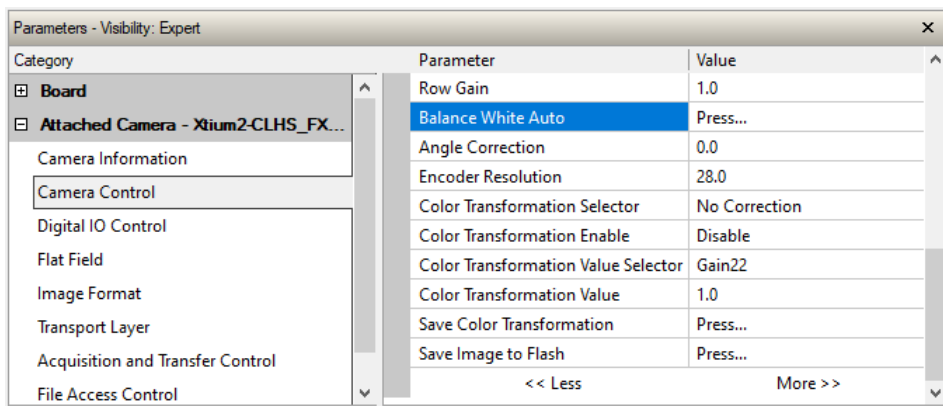 Parameters - Visibility: Expert
Category
Board
Attached Camera - Xtium2-CLHS_FX...
Camera Information
Camera Control
Digital IO Control
Flat Field
Image Format
Transport Layer
Acquisition and Transfer Control
File Access Control
Parameter Value
Row Gain 1.0
Balance White Auto Press...
Angle Correction 0.0
Encoder Resolution 28.0
Color Transformation Selector No Correction
Color Transformation Enable Disable
Color Transformation Value Selector Gain22
Color Transformation Value 1.0
Save Color Transformation Press...
Save Image to Flash Press...
<< Less More >>